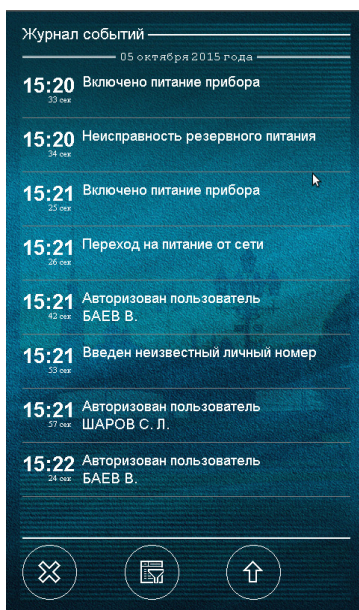 Журнал событий
05 октября 2015 года
15:20 Включено питание прибора
33 сек
15:20 Неисправность резервного питания
34 сек
15:21 Включено питание прибора
25 сек
15:21 Переход на питание от сети
26 сек
15:21 Авторизован пользователь
42 сек БАЕВ В.
15:21 Введен неизвестный личный номер
53 сек
15:21 Авторизован пользователь
57 сек ШАРОВ С. Л.
15:22 Авторизован пользователь
24 сек БАЕВ В.